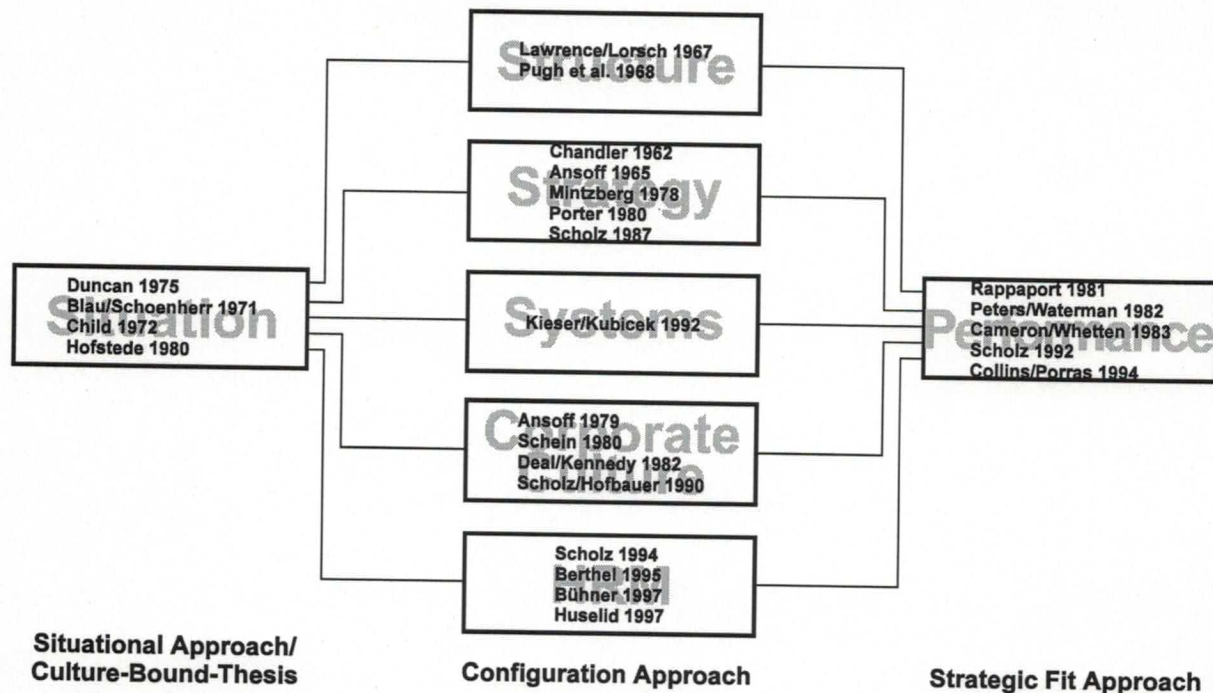 Structure
Lawrence/Lorsch 1967
Pugh et al. 1968
Strategy
Chandler 1962
Ansoff 1965
Mintzberg 1978
Porter 1980
Scholz 1987
Situation
Duncan 1975
Blau/Schoenherr 1971
Child 1972
Hofstede 1980
Systems
Kieser/Kubicek 1992
Performance
Rappaport 1981
Peters/Waterman 1982
Cameron/Whetten 1983
Scholz 1992
Collins/Porras 1994
Corporate
Culture
Ansoff 1979
Schein 1980
Deal/Kennedy 1982
Scholz/Hofbauer 1990
HRM
Scholz 1994
Berthel 1995
Bühner 1997
Huselid 1997
Situational Approach/
Culture-Bound-Thesis
Configuration Approach
Strategic Fit Approach